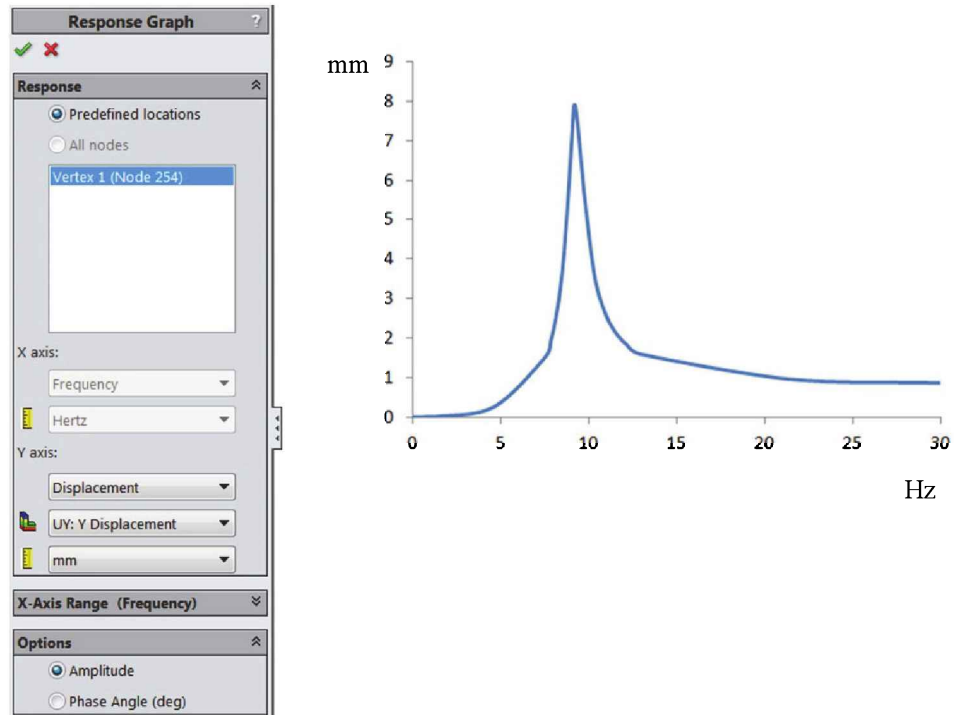 Response Graph ?
Response
Predefined locations
All nodes
Vertex 1 (Node 254)
X axis:
Frequency
Hertz
Y axis:
Displacement
UY: Y Displacement
mm
X-Axis Range (Frequency)
Options
Amplitude
Phase Angle (deg)
mm
9
8
7
6
5
4
3
2
1
0
0 5 10 15 20 25 30
Hz